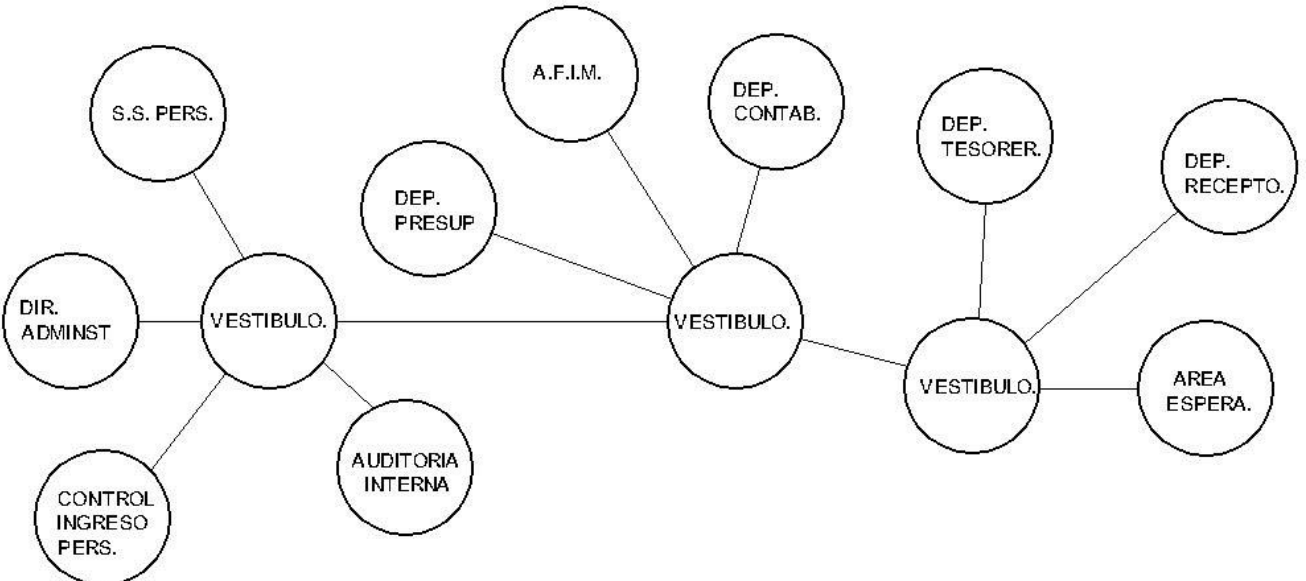 A.F.I.M.
DEP.
CONTAB.
S.S. PERS.
DEP.
TESORER.
DEP.
RECEPTO.
DEP.
PRESUP
DIR.
ADMINST
VESTIBULO.
VESTIBULO.
VESTIBULO.
AREA
ESPERA.
AUDITORIA
INTERNA
CONTROL
INGRESO
PERS.